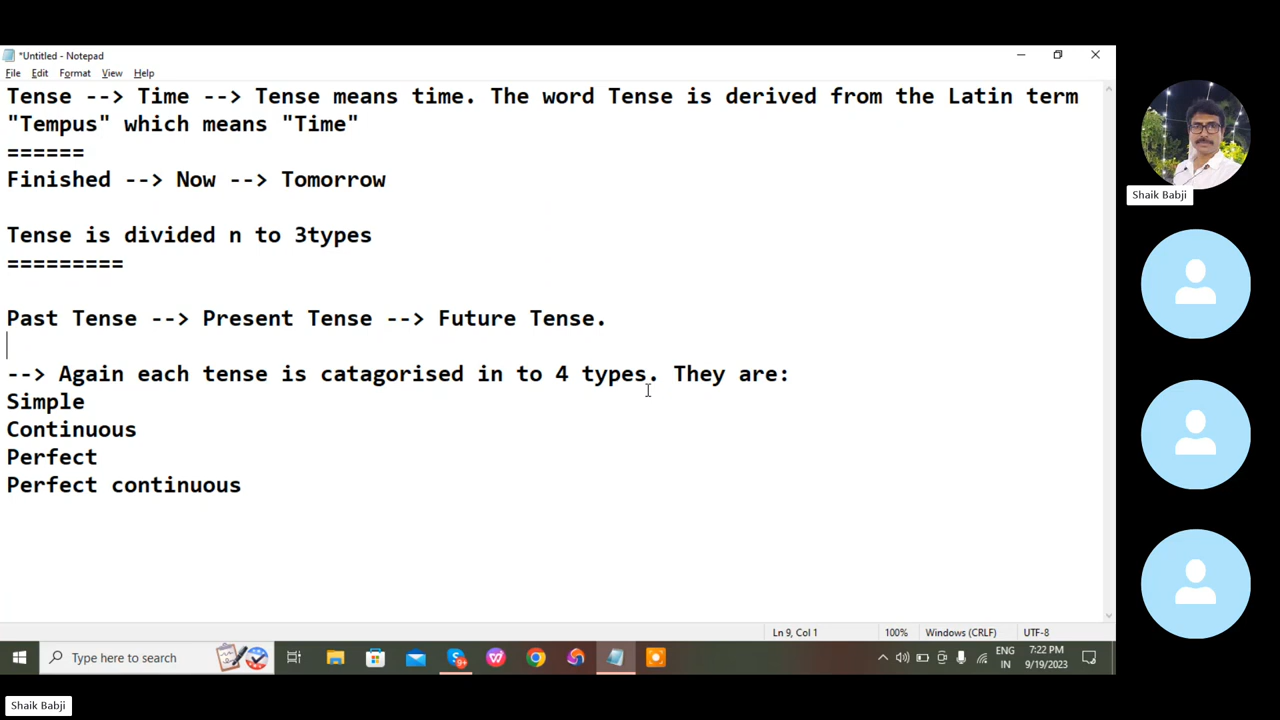 *Untitled - Notepad
File Edit Format View Help
Tense --> Time --> Tense means time. The word Tense is derived from the Latin term
"Tempus" which means "Time"
======
Finished --> Now --> Tomorrow
Tense is divided n to 3types
=========
Past Tense --> Present Tense --> Future Tense.
--> Again each tense is catagorised in to 4 types. They are:
Simple
Continuous
Perfect
Perfect continuous
Shaik Babji
Ln 9, Col 1 100% Windows (CRLF) UTF-8
Type here to search
ENG
IN
7:22 PM
9/19/2023
Shaik Babji